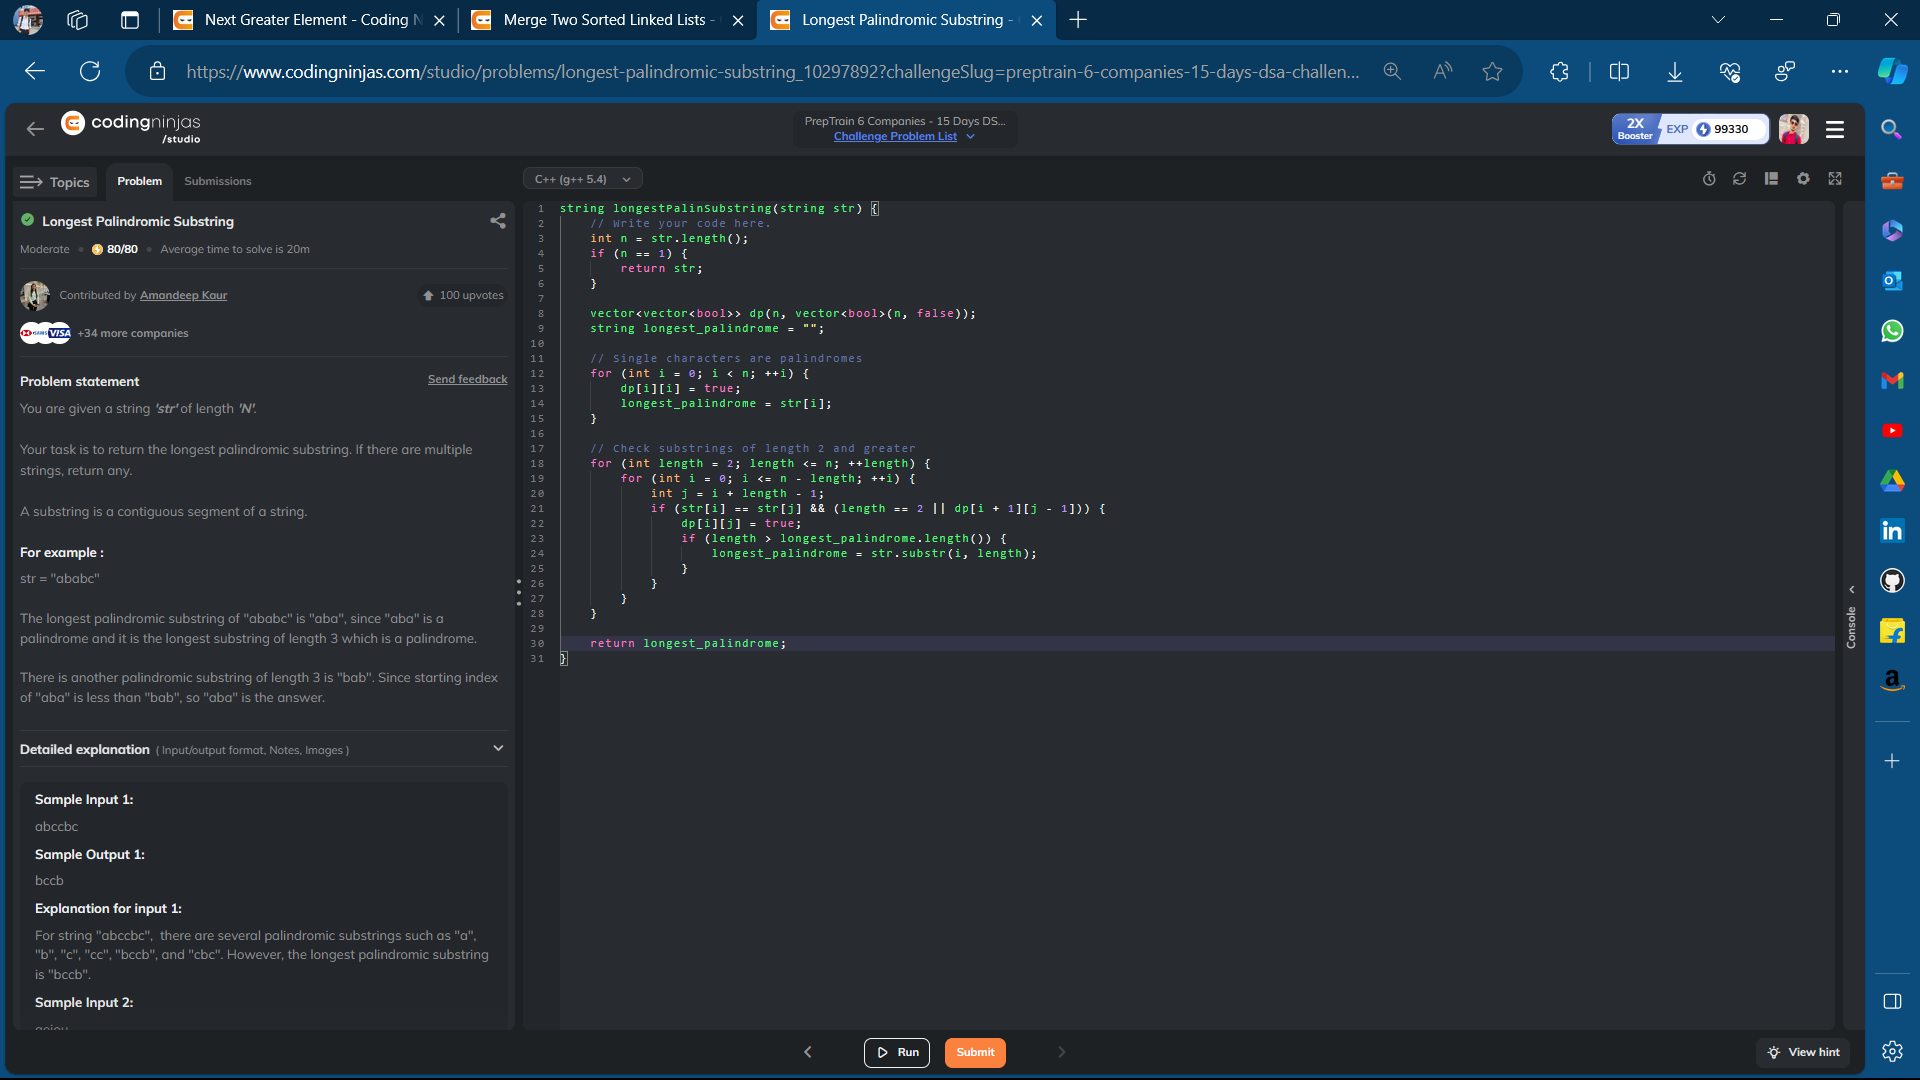 Next Greater Element - Coding N
Merge Two Sorted Linked Lists -
Longest Palindromic Substring -
https://www.codingninjas.com/studio/problems/longest-palindromic-substring_10297892?challengeSlug=preptrain-6-companies-15-days-dsa-challen...
codingninjas
/studio
PrepTrain 6 Companies - 15 Days DS...
Challenge Problem List
2X
Booster
EXP
99330
Topics
Problem
Submissions
Longest Palindromic Substring
Moderate
80/80
Average time to solve is 20m
Contributed by Amandeep Kaur
100 upvotes
VISA
+34 more companies
Problem statement
Send feedback
You are given a string 'str' of length 'N'.
Your task is to return the longest palindromic substring. If there are multiple
strings, return any.
A substring is a contiguous segment of a string.
For example :
str = "ababc"
The longest palindromic substring of "ababc" is "aba", since "aba" is a
palindrome and it is the longest substring of length 3 which is a palindrome.
There is another palindromic substring of length 3 is "bab". Since starting index
of "aba" is less than "bab", so "aba" is the answer.
Detailed explanation ( Input/output format, Notes, Images )
Sample Input 1:
abccbc
Sample Output 1:
bccb
Explanation for input 1:
For string "abccbc", there are several palindromic substrings such as "a",
"b", "c", "cc", "bccb", and "cbc". However, the longest palindromic substring
is "bccb".
Sample Input 2:
C++ (g++ 5.4)
1 string longestPalinSubstring(string str) {
2 // Write your code here.
3 int n = str.length();
4 if (n == 1) {
5 return str;
6 }
7
8 vector<vector<bool>> dp(n, vector<bool>(n, false));
9 string longest_palindrome = "";
10
11 // Single characters are palindromes
12 for (int i = 0; i < n; ++i) {
13 dp[i][i] = true;
14 longest_palindrome = str[i];
15 }
16
17 // Check substrings of length 2 and greater
18 for (int length = 2; length <= n; ++length) {
19 for (int i = 0; i <= n - length; ++i) {
20 int j = i + length - 1;
21 if (str[i] == str[j] && (length == 2 || dp[i + 1][j - 1])) {
22 dp[i][j] = true;
23 if (length > longest_palindrome.length()) {
24 longest_palindrome = str.substr(i, length);
25 }
26 }
27 }
28 }
29
30 return longest_palindrome;
31 }
Console
Run
Submit
View hint